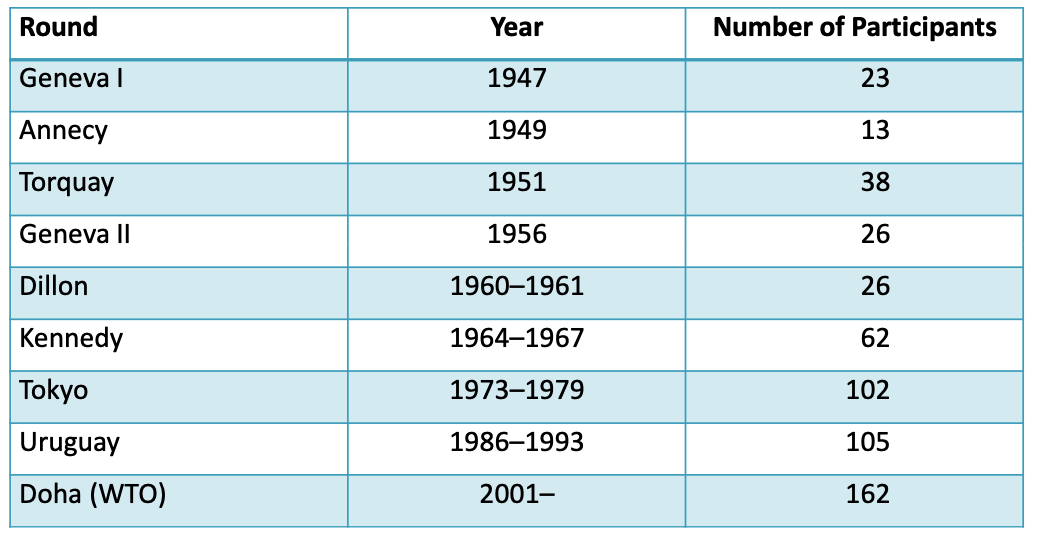 Round Year Number of Participants
Geneva I 1947 23
Annecy 1949 13
Torquay 1951 38
Geneva II 1956 26
Dillon 1960–1961 26
Kennedy 1964–1967 62
Tokyo 1973–1979 102
Uruguay 1986–1993 105
Doha (WTO) 2001– 162